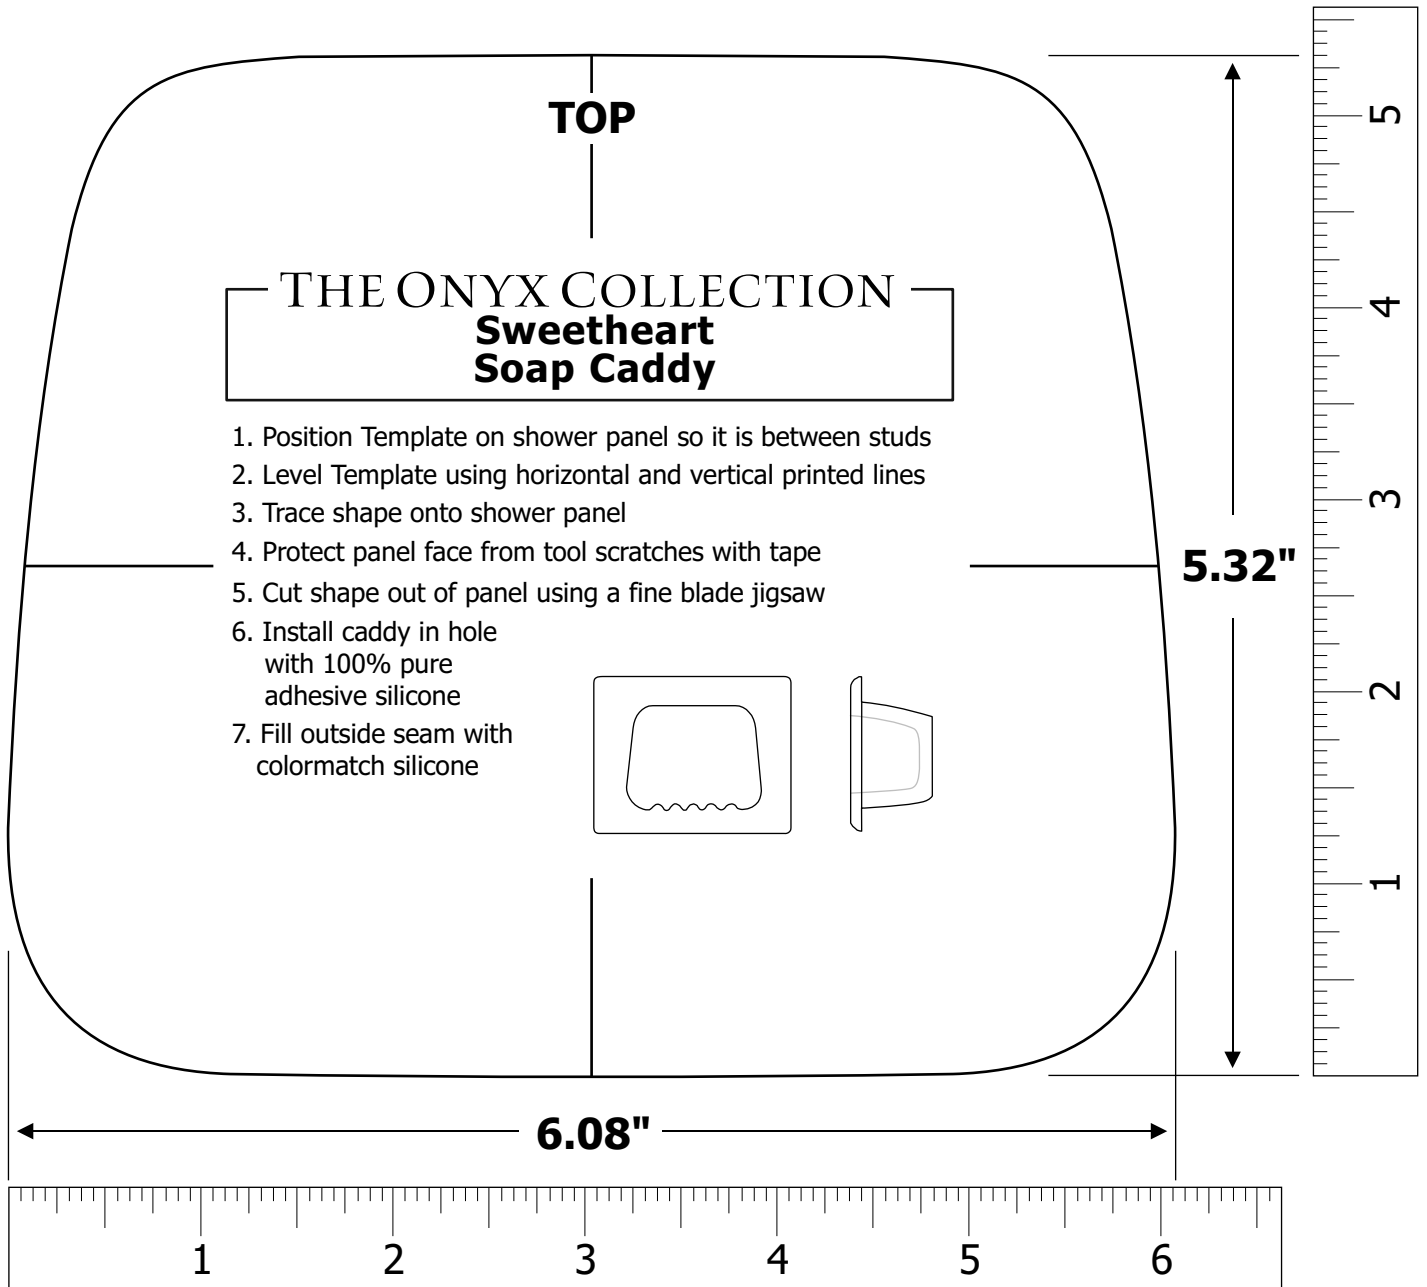 TOP
THE ONYX COLLECTION
Sweetheart
Soap Caddy
1. Position Template on shower panel so it is between studs
2. Level Template using horizontal and vertical printed lines
3. Trace shape onto shower panel
4. Protect panel face from tool scratches with tape
5. Cut shape out of panel using a fine blade jigsaw
6. Install caddy in hole
with 100% pure
adhesive silicone
7. Fill outside seam with
colormatch silicone
5.32"
6.08"
5
4
3
2
1
1 2 3 4 5 6